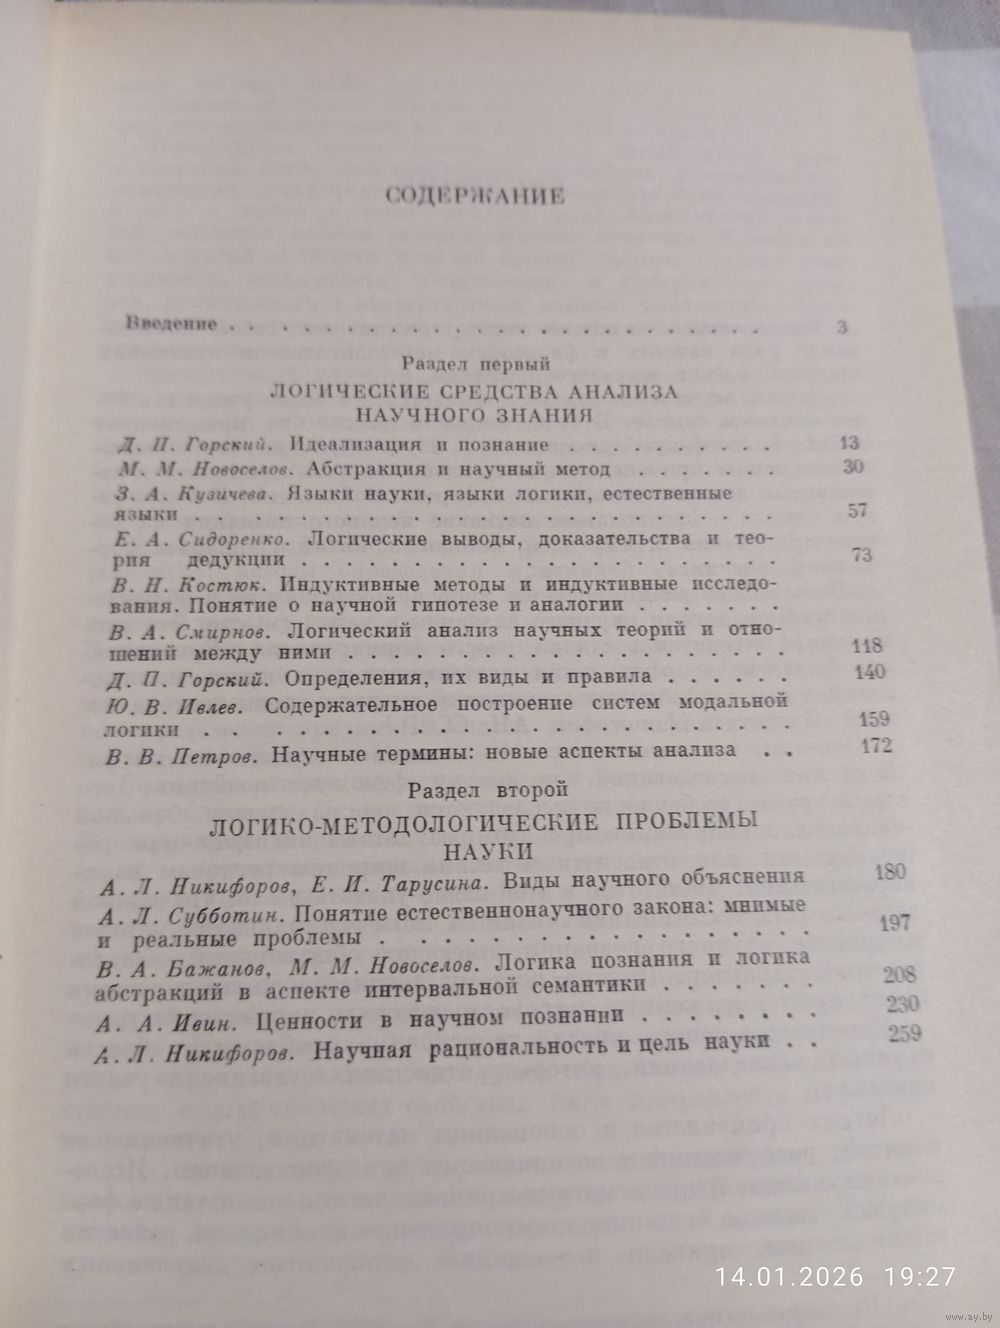 СОДЕРЖАНИЕ
Введение . . . . . . . . . . . . . . . . . . . . . . . 3
Раздел первый
ЛОГИЧЕСКИЕ СРЕДСТВА АНАЛИЗА
НАУЧНОГО ЗНАНИЯ
Д. П. Горский. Идеализация и познание . . . . . . . . . 13
М. М. Новоселов. Абстракция и научный метод . . . . . . . 30
З. А. Кузичева. Языки науки, языки логики, естественные
языки . . . . . . . . . . . . . . . . . . . . . . . 57
Е. А. Сидоренко. Логические выводы, доказательства и тео-
рия дедукции . . . . . . . . . . . . . . . . . . . . 73
В. Н. Костюк. Индуктивные методы и индуктивные исследо-
вания. Понятие о научной гипотезе и аналогии . . . . . . .
В. А. Смирнов. Логический анализ научных теорий и отно-
шений между ними . . . . . . . . . . . . . . . . . . 118
Д. П. Горский. Определения, их виды и правила . . . . . . 140
Ю. В. Ивлев. Содержательное построение систем модальной
логики . . . . . . . . . . . . . . . . . . . . . . . 159
В. В. Петров. Научные термины: новые аспекты анализа . . 172
Раздел второй
ЛОГИКО-МЕТОДОЛОГИЧЕСКИЕ ПРОБЛЕМЫ
НАУКИ
А. Л. Никифоров, Е. И. Тарусина. Виды научного объяснения 180
А. Л. Субботин. Понятие естественнонаучного закона: мнимые
и реальные проблемы . . . . . . . . . . . . . . . . . 197
В. А. Бажанов, М. М. Новоселов. Логика познания и логика
абстракций в аспекте интервальной семантики . . . . . . . 208
А. А. Ивин. Ценности в научном познании . . . . . . . . 230
А. Л. Никифоров. Научная рациональность и цель науки . . 259
14.01.2026 19:27
www.ay.by